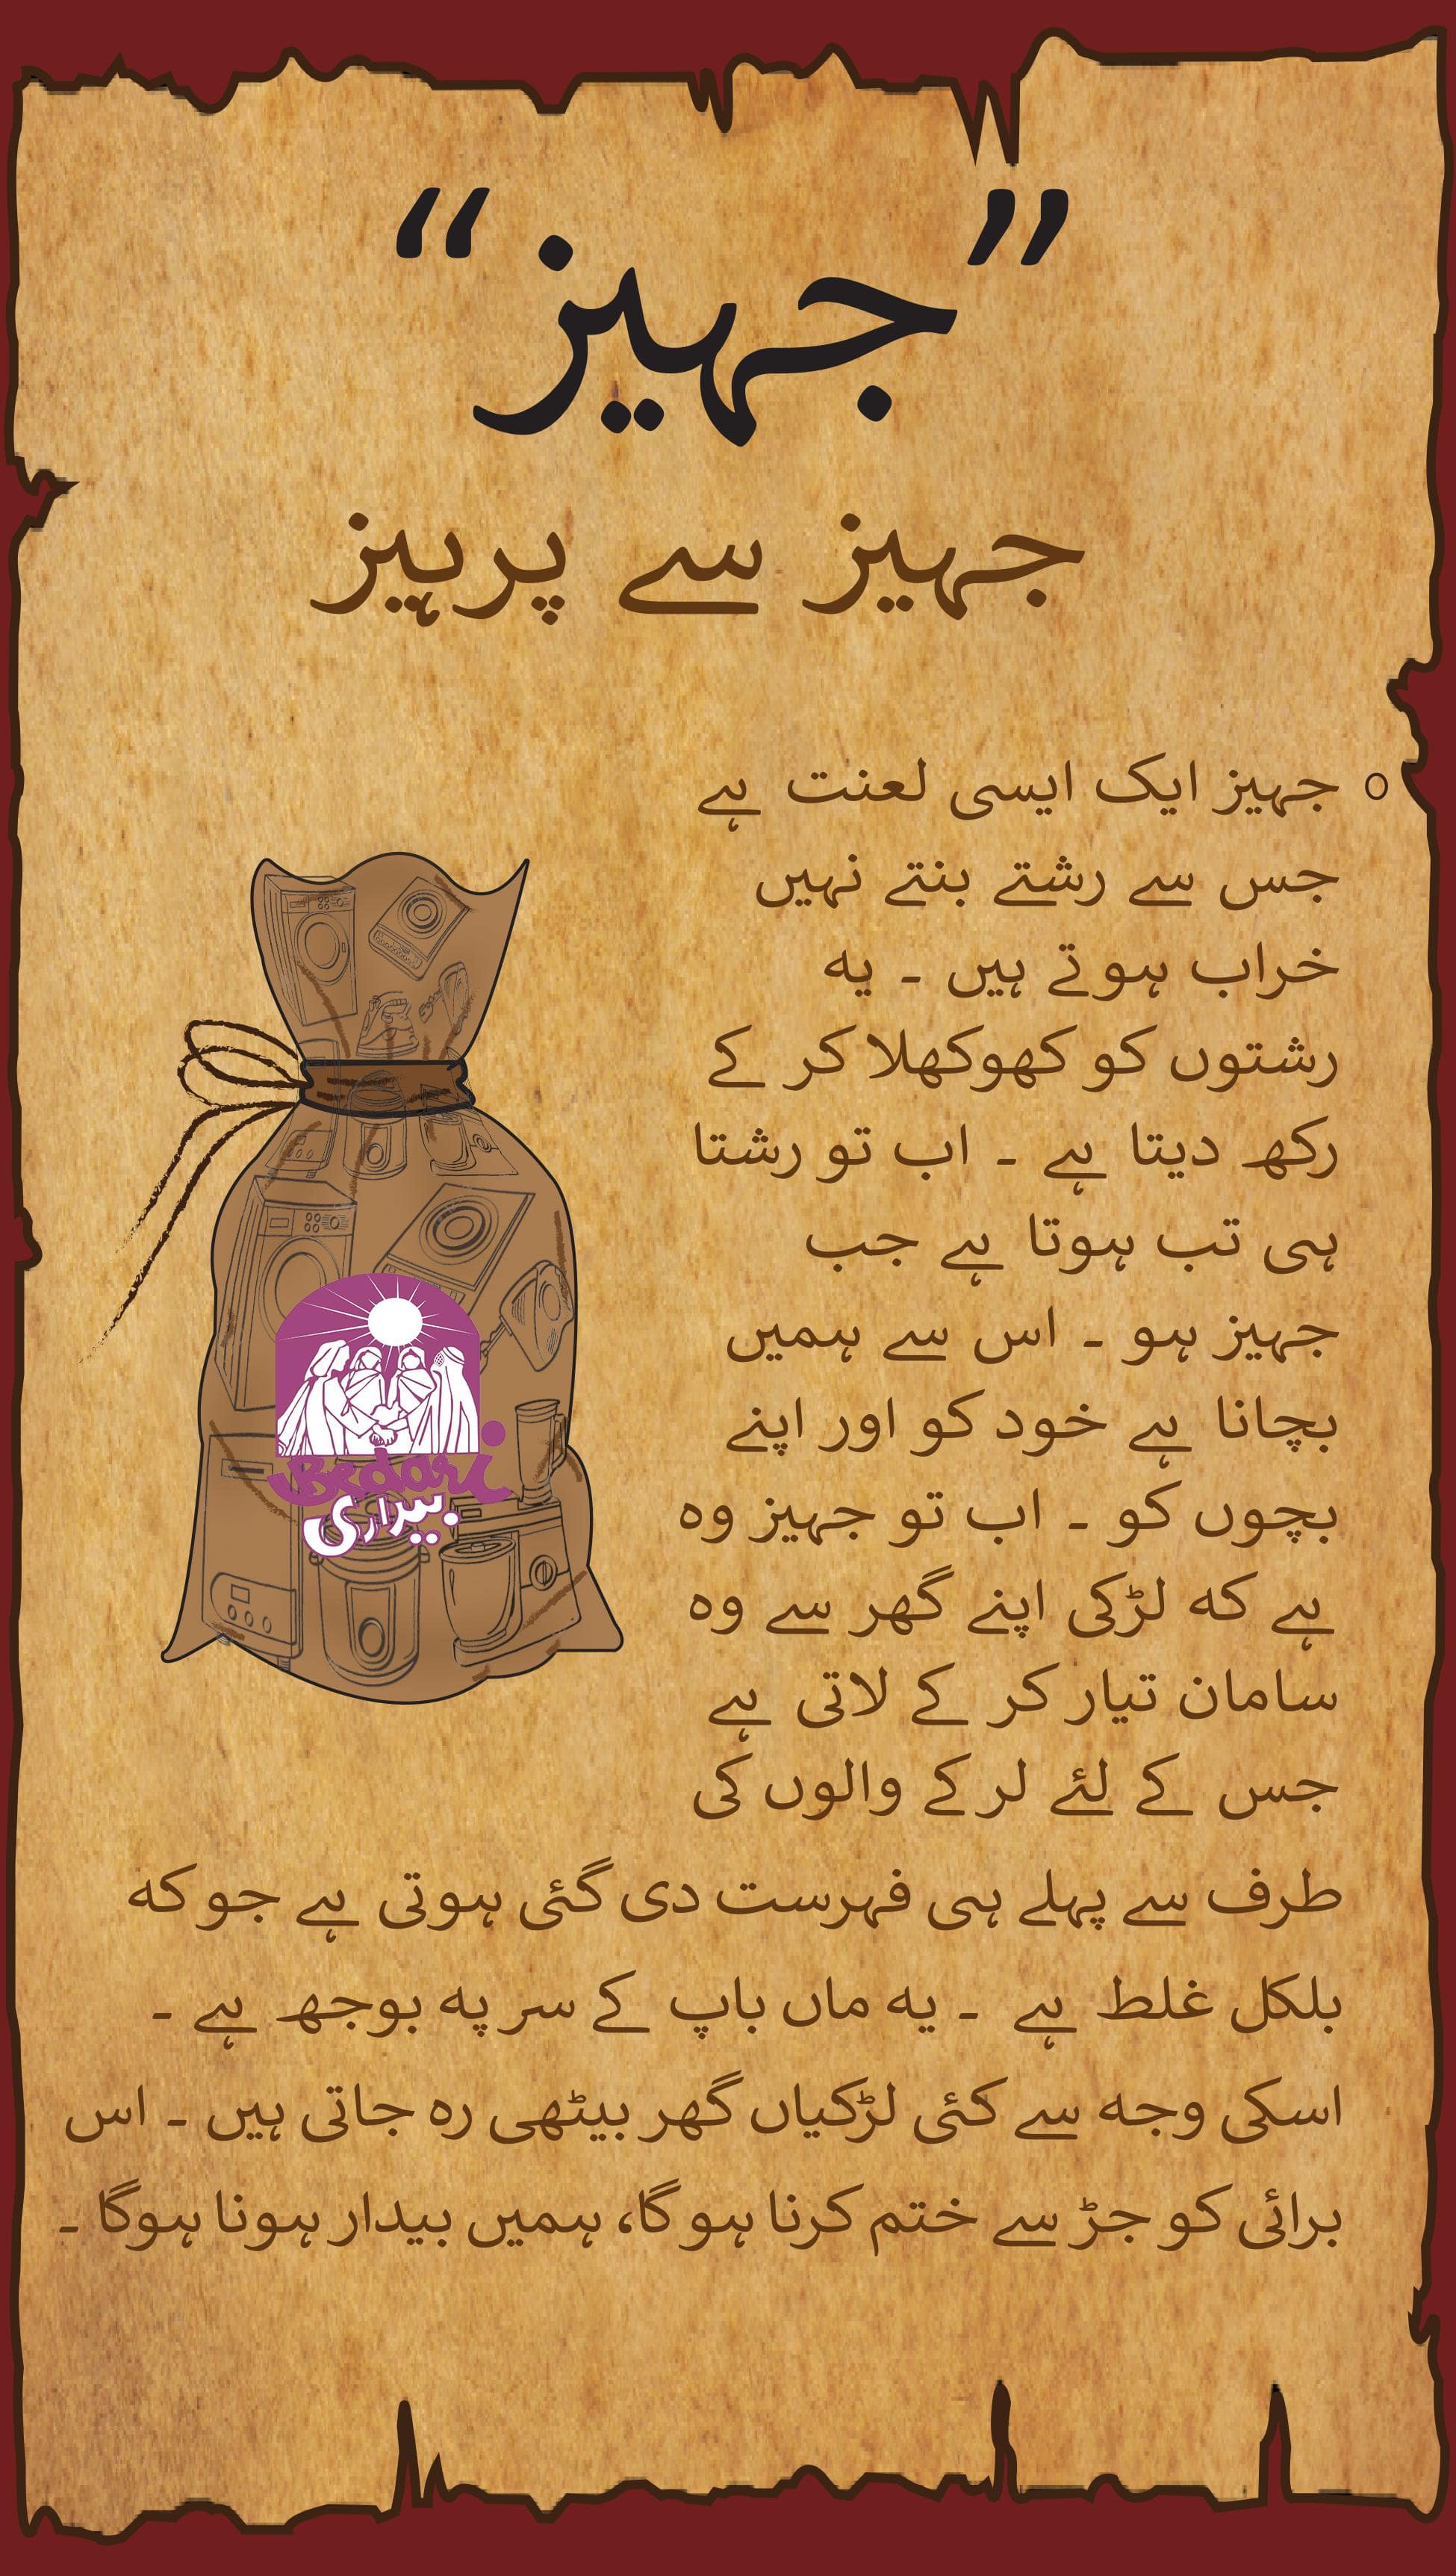 ”جہیز“
جہیز سے پرہیز
o جہیز ایک ایسی لعنت ہے
جس سے رشتے بنتے نہیں
خراب ہوتے ہیں ۔ یہ
رشتوں کو کھوکھلا کر کے
رکھ دیتا ہے ۔ اب تو رشتا
ہی تب ہوتا ہے جب
جہیز ہو ۔ اس سے ہمیں
بچانا ہے خود کو اور اپنے
بچوں کو ۔ اب تو جہیز وہ
ہے کہ لڑکی اپنے گھر سے وہ
سامان تیار کر کے لاتی ہے
جس کے لئے لر کے والوں کی
طرف سے پہلے ہی فہرست دی گئی ہوتی ہے جو کہ
بلکل غلط ہے ۔ یہ ماں باپ کے سر پہ بوجھ ہے ۔
اسکی وجہ سے کئی لڑکیاں گھر بیٹھی رہ جاتی ہیں ۔ اس
برائی کو جڑ سے ختم کرنا ہو گا، ہمیں بیدار ہونا ہوگا ۔
Bedari
بیداری